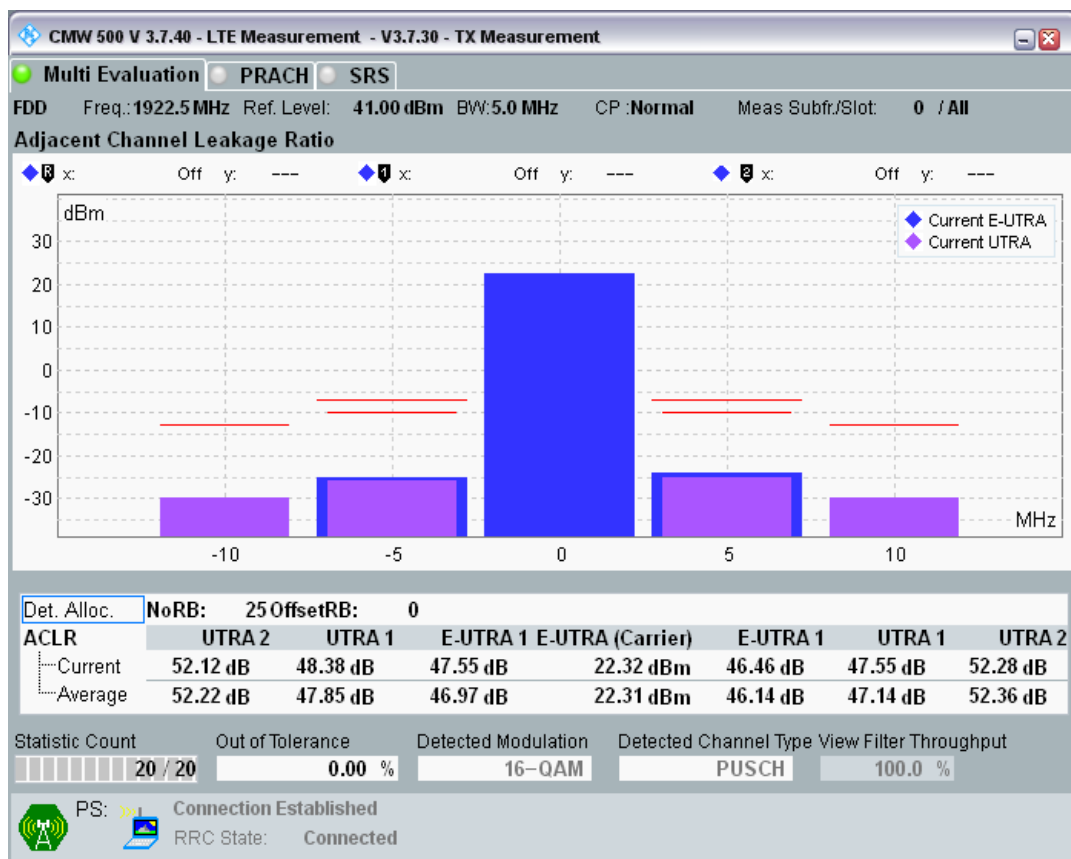 CMW 500 V 3.7.40 - LTE Measurement - V3.7.30 - TX Measurement
Multi Evaluation PRACH SRS
FDD Freq.: 1922.5 MHz Ref. Level: 41.00 dBm BW: 5.0 MHz CP : Normal Meas Subfr./Slot: 0 / All
Adjacent Channel Leakage Ratio
R x: Off y: --- 1 x: Off y: --- 2 x: Off y: ---
dBm
Current E-UTRA
Current UTRA
30
20
10
0
-10
-20
-30
MHz
-10 -5 0 5 10
Det. Alloc. NoRB: 25 OffsetRB: 0
ACLR UTRA 2 UTRA 1 E-UTRA 1 E-UTRA (Carrier) E-UTRA 1 UTRA 1 UTRA 2
Current 52.12 dB 48.38 dB 47.55 dB 22.32 dBm 46.46 dB 47.55 dB 52.28 dB
Average 52.22 dB 47.85 dB 46.97 dB 22.31 dBm 46.14 dB 47.14 dB 52.36 dB
Statistic Count Out of Tolerance Detected Modulation Detected Channel Type View Filter Throughput
20 / 20 0.00 % 16-QAM PUSCH 100.0 %
PS: Connection Established
RRC State: Connected